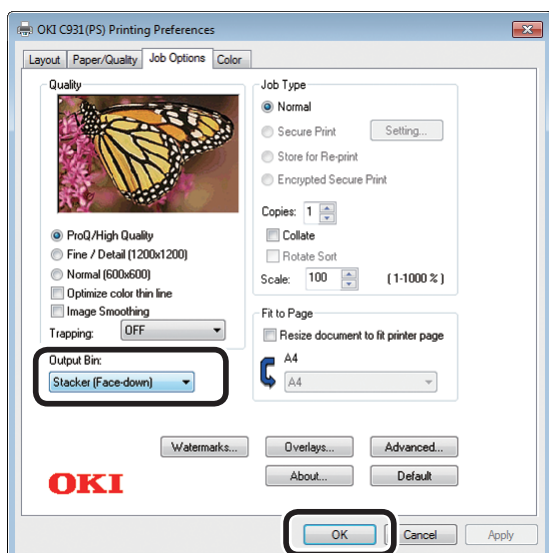 OKI C931(PS) Printing Preferences
Layout Paper/Quality Job Options Color
Quality
ProQ/High Quality
Fine / Detail (1200x1200)
Normal (600x600)
Optimize color thin line
Image Smoothing
Trapping: OFF
Output Bin:
Stacker (Face-down)
Job Type
Normal
Secure Print Setting...
Store for Re-print
Encrypted Secure Print
Copies: 1
Collate
Rotate Sort
Scale: 100 (1-1000 %)
Fit to Page
Resize document to fit printer page
A4
A4
Watermarks... Overlays... Advanced...
OKI About... Default
OK Cancel Apply